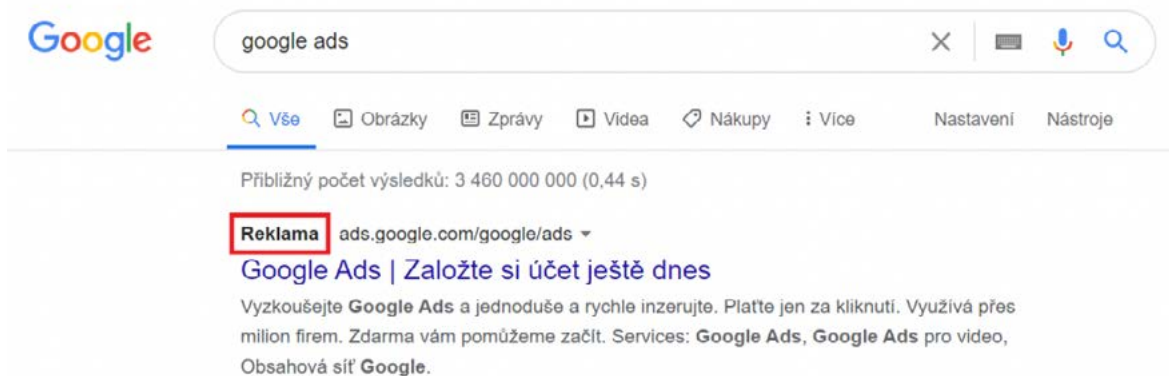 Google google ads
Vše Obrázky Zprávy Videa Nákupy Více Nastavení Nástroje
Přibližný počet výsledků: 3 460 000 000 (0,44 s)
Reklama ads.google.com/google/ads
Google Ads | Založte si účet ještě dnes
Vyzkoušejte Google Ads a jednoduše a rychle inzerujte. Plaťte jen za kliknutí. Využívá přes
milion firem. Zdarma vám pomůžeme začít. Services: Google Ads, Google Ads pro video,
Obsahová síť Google.